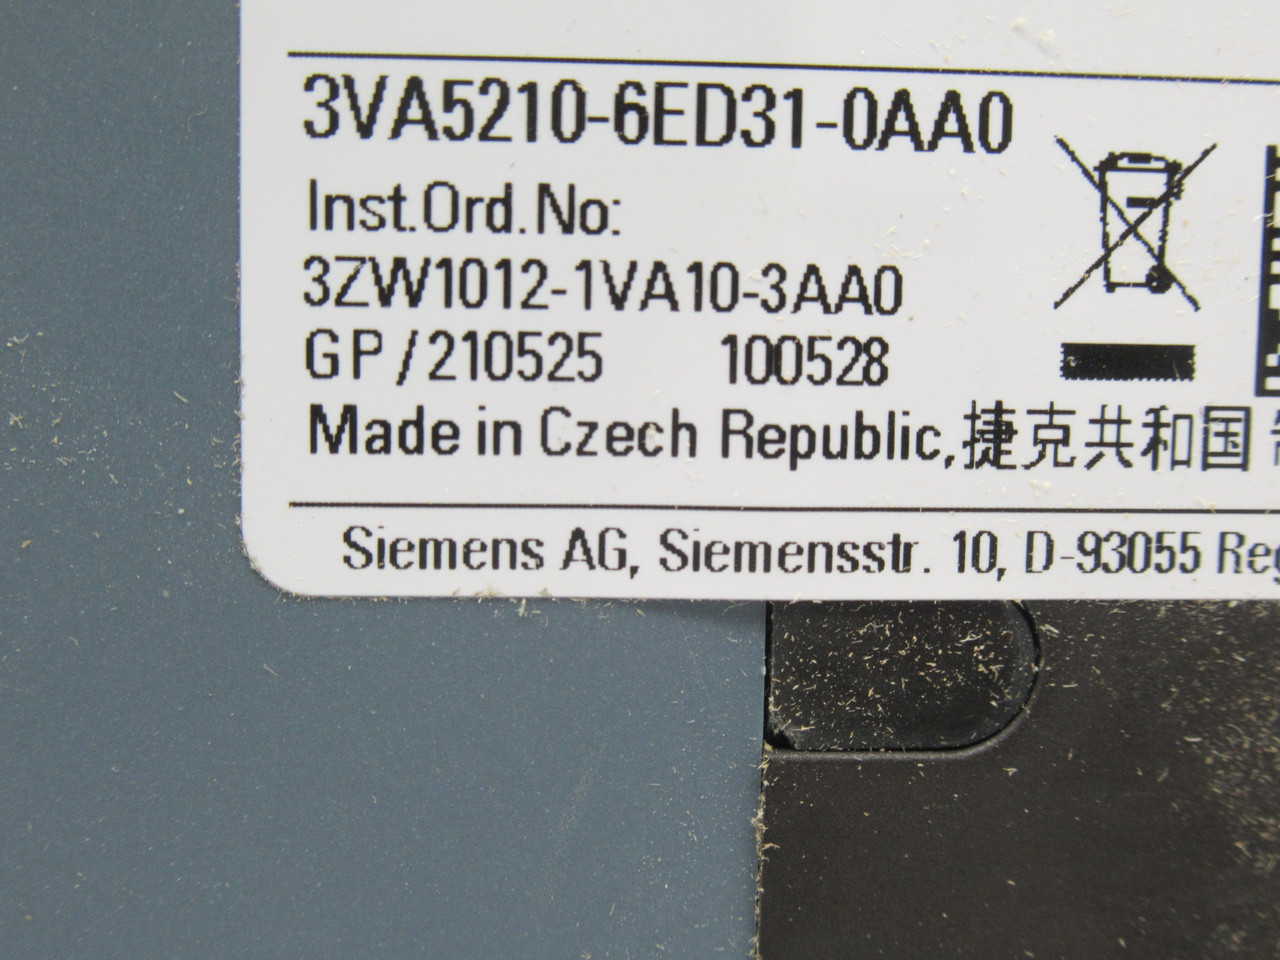 3VA5210-6ED31-0AA0
Inst.Ord.No:
3ZW1012-1VA10-3AA0
GP/210525 100528
Made in Czech Republic,捷克共和国
Siemens AG, Siemensstr. 10, D-93055